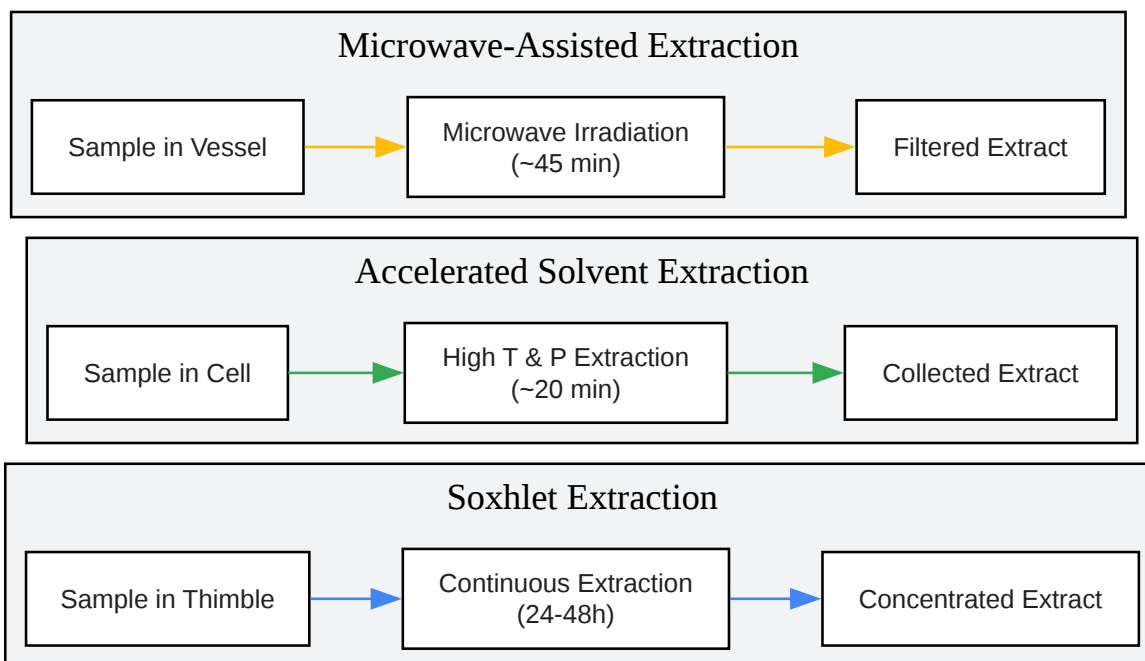 Microwave-Assisted Extraction
Sample in Vessel
Microwave Irradiation
(~45 min)
Filtered Extract
Accelerated Solvent Extraction
Sample in Cell
High T & P Extraction
(~20 min)
Collected Extract
Soxhlet Extraction
Sample in Thimble
Continuous Extraction
(24-48h)
Concentrated Extract